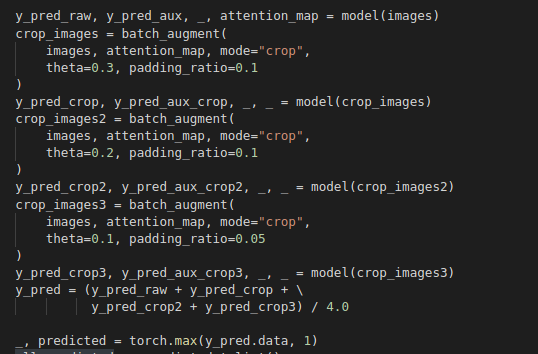 y_pred_raw, y_pred_aux, _, attention_map = model(images)
crop_images = batch_augment(
    images, attention_map, mode="crop",
    theta=0.3, padding_ratio=0.1
)
y_pred_crop, y_pred_aux_crop, _, _ = model(crop_images)
crop_images2 = batch_augment(
    images, attention_map, mode="crop",
    theta=0.2, padding_ratio=0.1
)
y_pred_crop2, y_pred_aux_crop2, _, _ = model(crop_images2)
crop_images3 = batch_augment(
    images, attention_map, mode="crop",
    theta=0.1, padding_ratio=0.05
)
y_pred_crop3, y_pred_aux_crop3, _, _ = model(crop_images3)
y_pred = (y_pred_raw + y_pred_crop + \
          y_pred_crop2 + y_pred_crop3) / 4.0

_, predicted = torch.max(y_pred.data, 1)